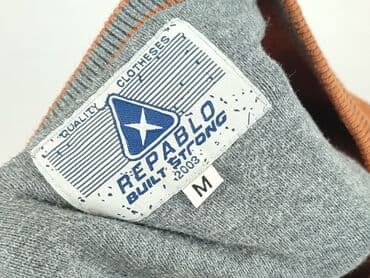 QUALITY CLOTHESES
REPABLO
BUILT STRONG
2003
M